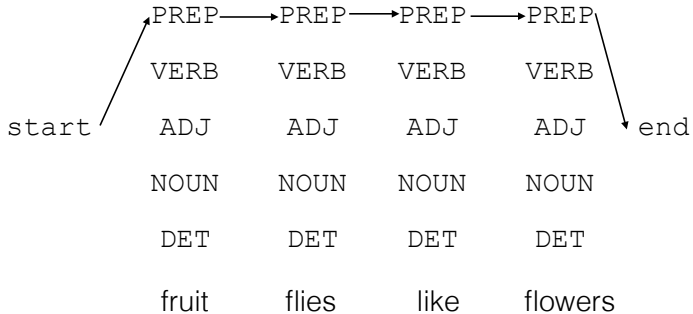 PREP PREP PREP PREP
VERB VERB VERB VERB
start ADJ ADJ ADJ ADJ end
NOUN NOUN NOUN NOUN
DET DET DET DET
fruit flies like flowers